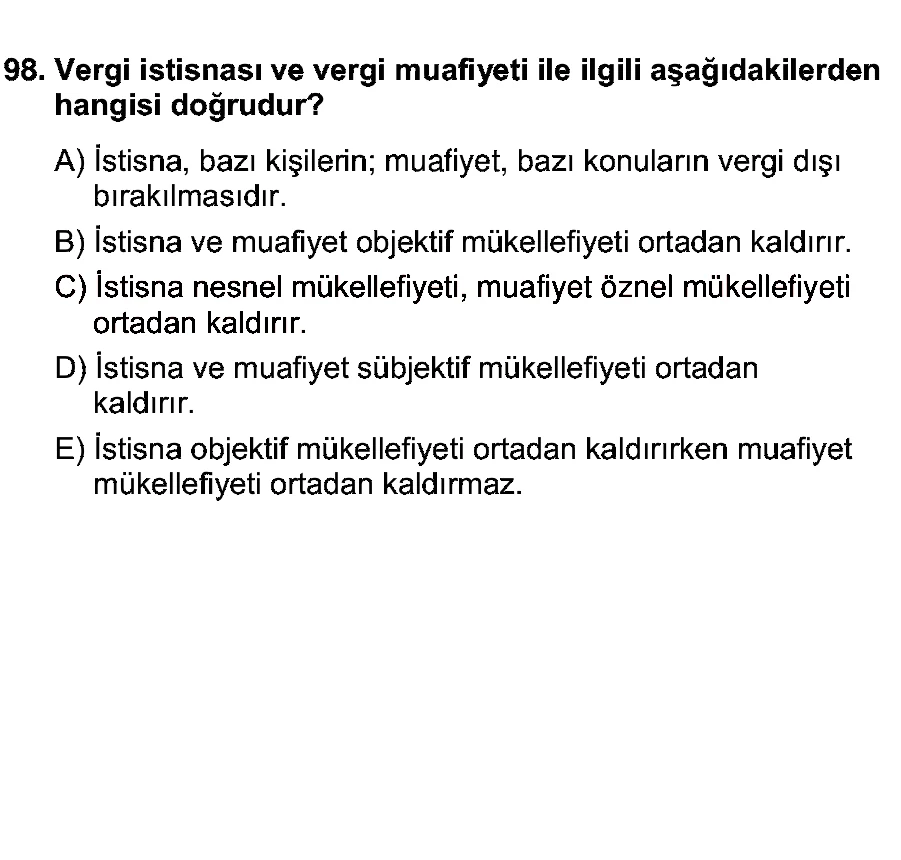 98. Vergi istisnası ve vergi muafiyeti ile ilgili aşağıdakilerden
hangisi doğrudur?
A) İstisna, bazı kişilerin; muafiyet, bazı konuların vergi dışı
bırakılmasıdır.
B) İstisna ve muafiyet objektif mükellefiyeti ortadan kaldırır.
C) İstisna nesnel mükellefiyeti, muafiyet öznel mükellefiyeti
ortadan kaldırır.
D) İstisna ve muafiyet sübjektif mükellefiyeti ortadan
kaldırır.
E) İstisna objektif mükellefiyeti ortadan kaldırırken muafiyet
mükellefiyeti ortadan kaldırmaz.